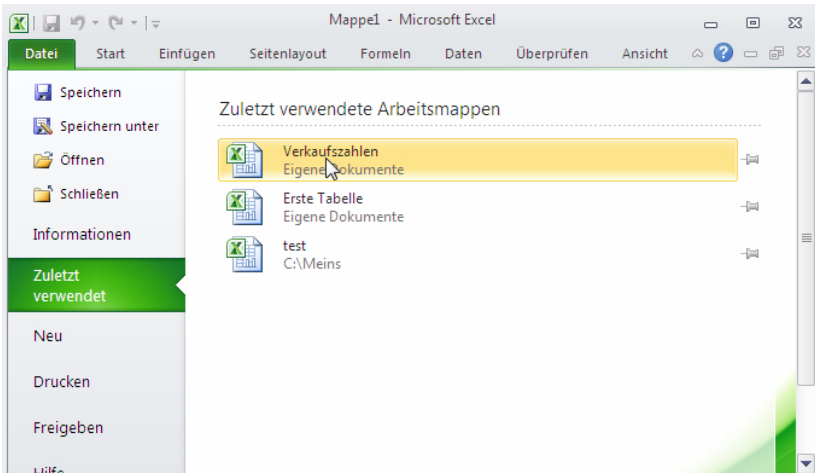 Mappe1 - Microsoft Excel
Datei Start Einfügen Seitenlayout Formeln Daten Überprüfen Ansicht
Speichern
Speichern unter
Öffnen
Schließen
Informationen
Zuletzt
verwendet
Neu
Drucken
Freigeben
Hilfe
Zuletzt verwendete Arbeitsmappen
Verkaufszahlen
Eigene Dokumente
Erste Tabelle
Eigene Dokumente
test
C:\Meins